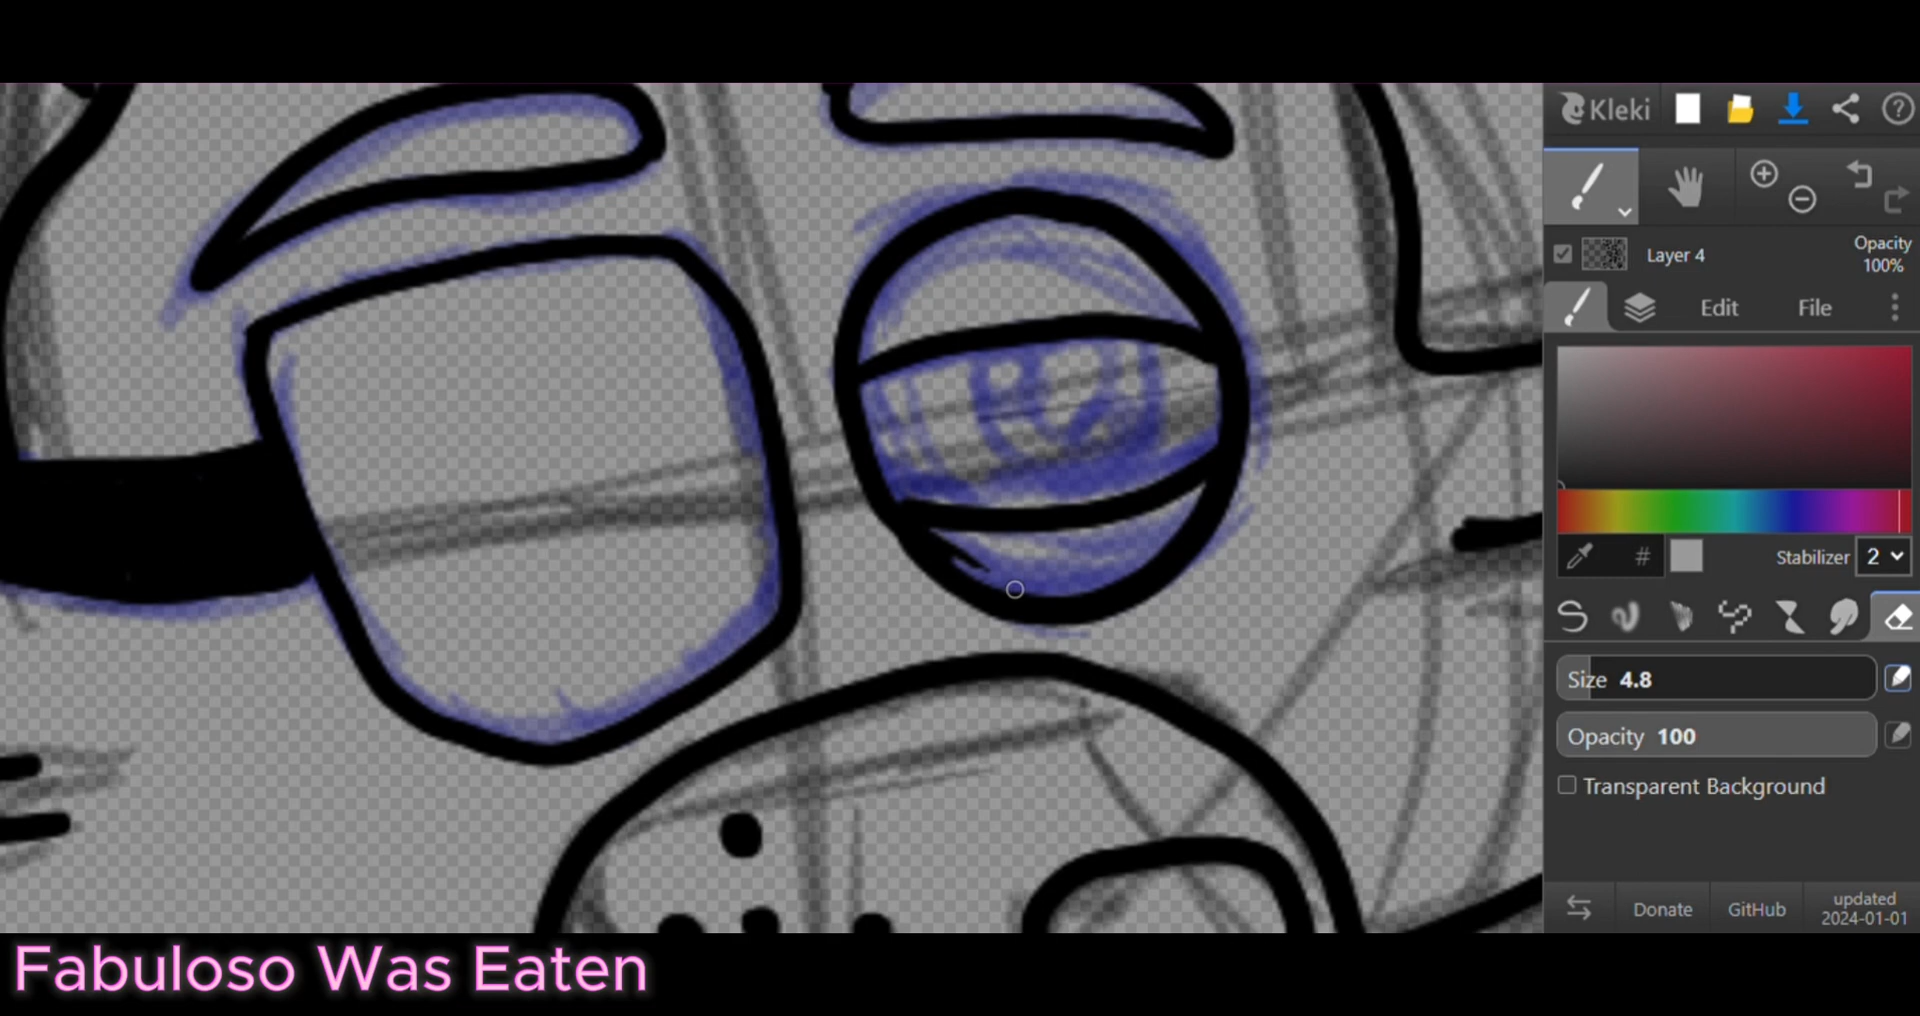 Kleki
Layer 4
Opacity
100%
Edit
File
#
Stabilizer 2
Size 4.8
Opacity 100
Transparent Background
Donate
GitHub
updated
2024-01-01
Fabuloso Was Eaten